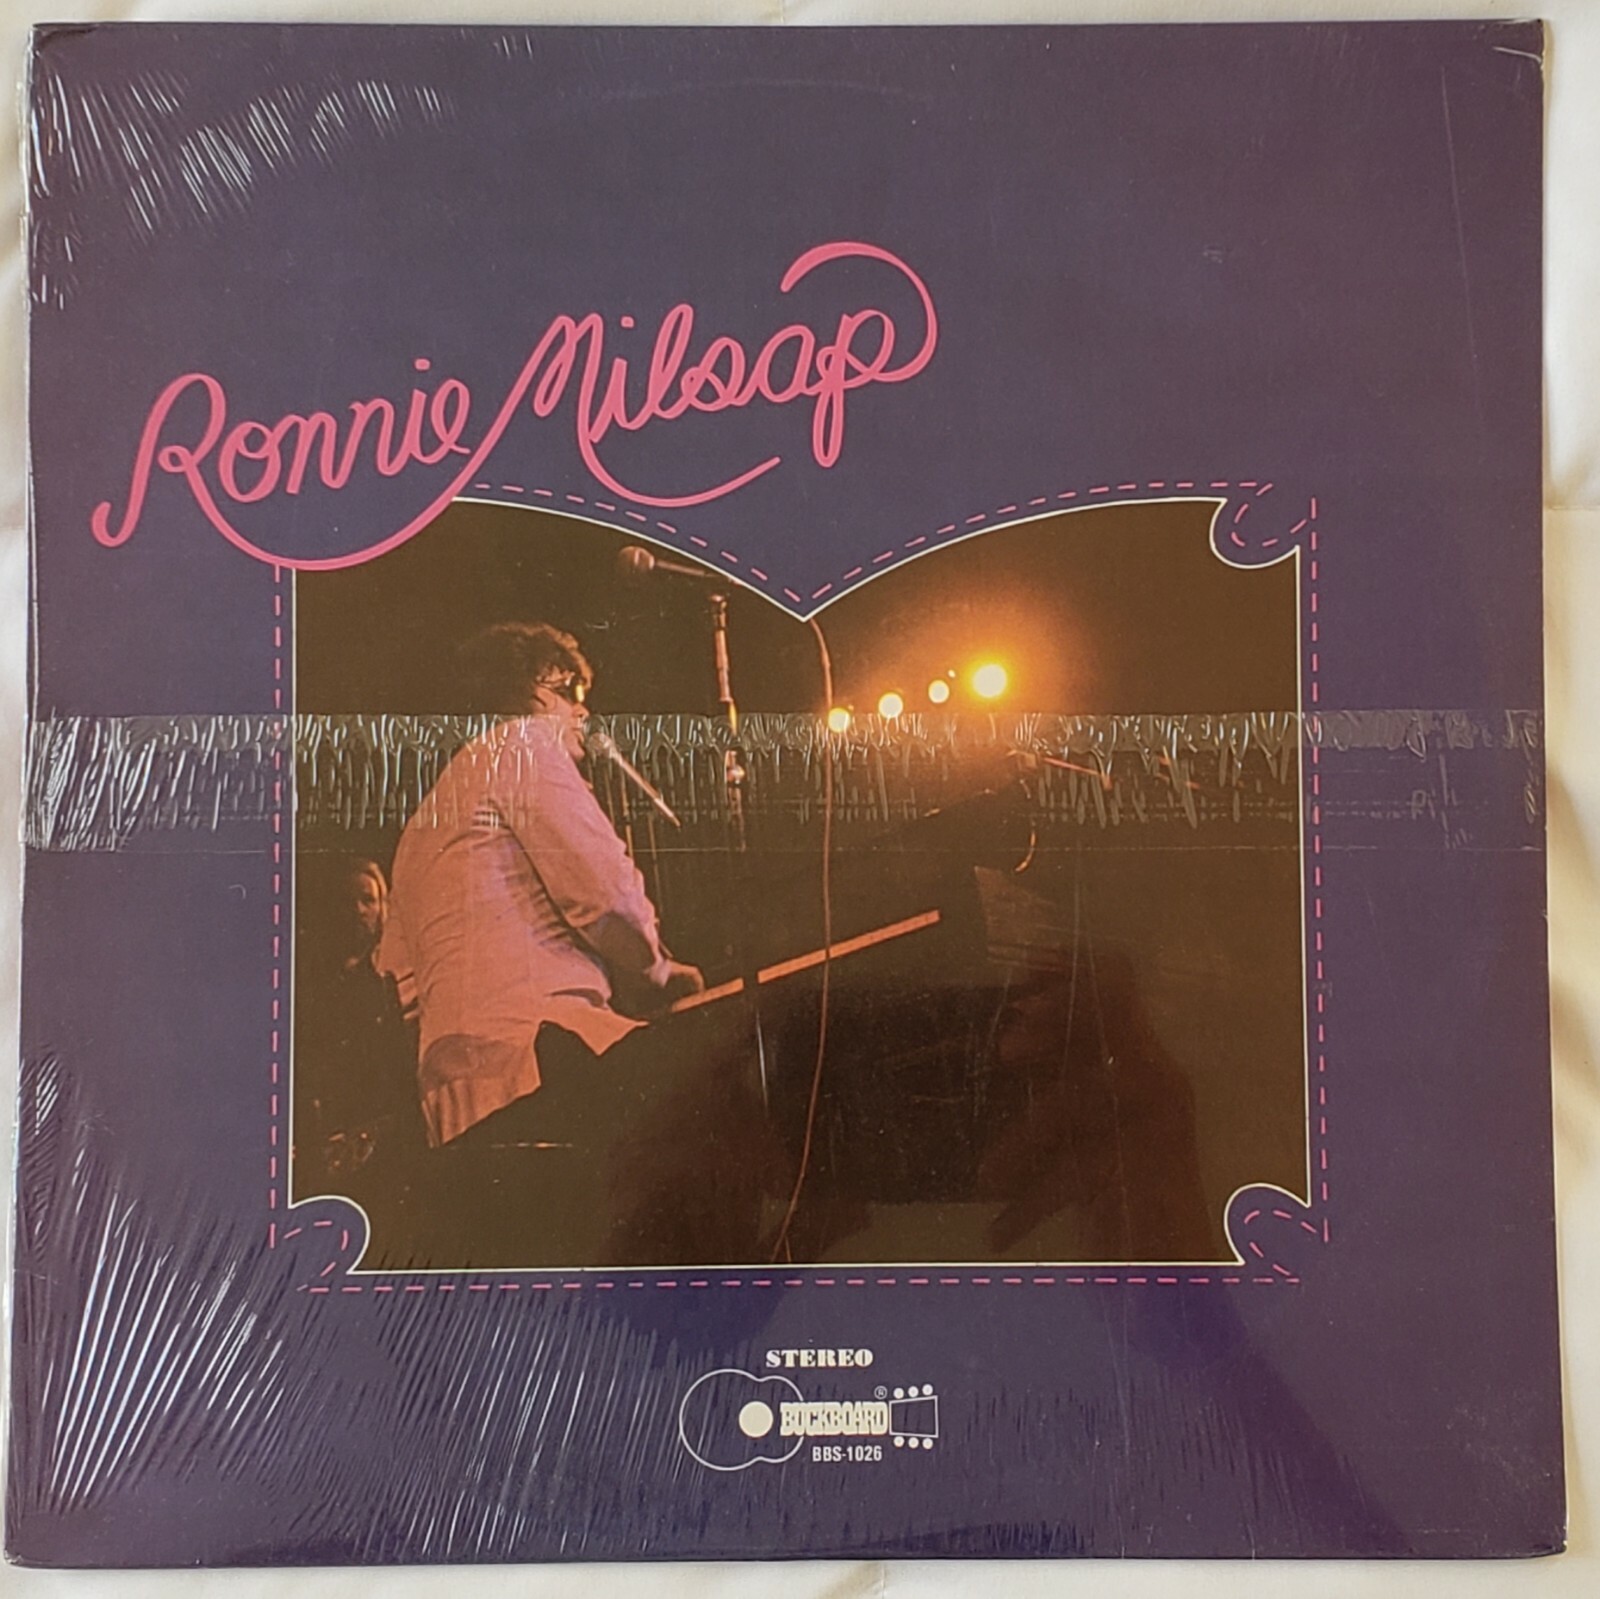 Ronnie Milsap
STEREO
BUCKBOARD®
BBS-1026